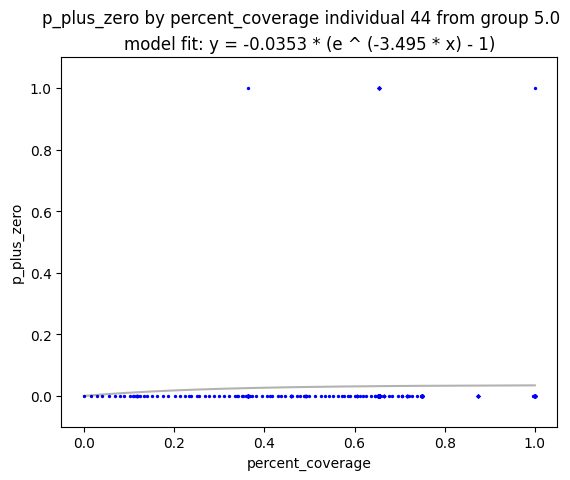 p_plus_zero by percent_coverage individual 44 from group 5.0
model fit: y = -0.0353 * (e ^ (-3.495 * x) - 1)
1.0
0.8
0.6
0.4
0.2
0.0
p_plus_zero
0.0 0.2 0.4 0.6 0.8 1.0
percent_coverage